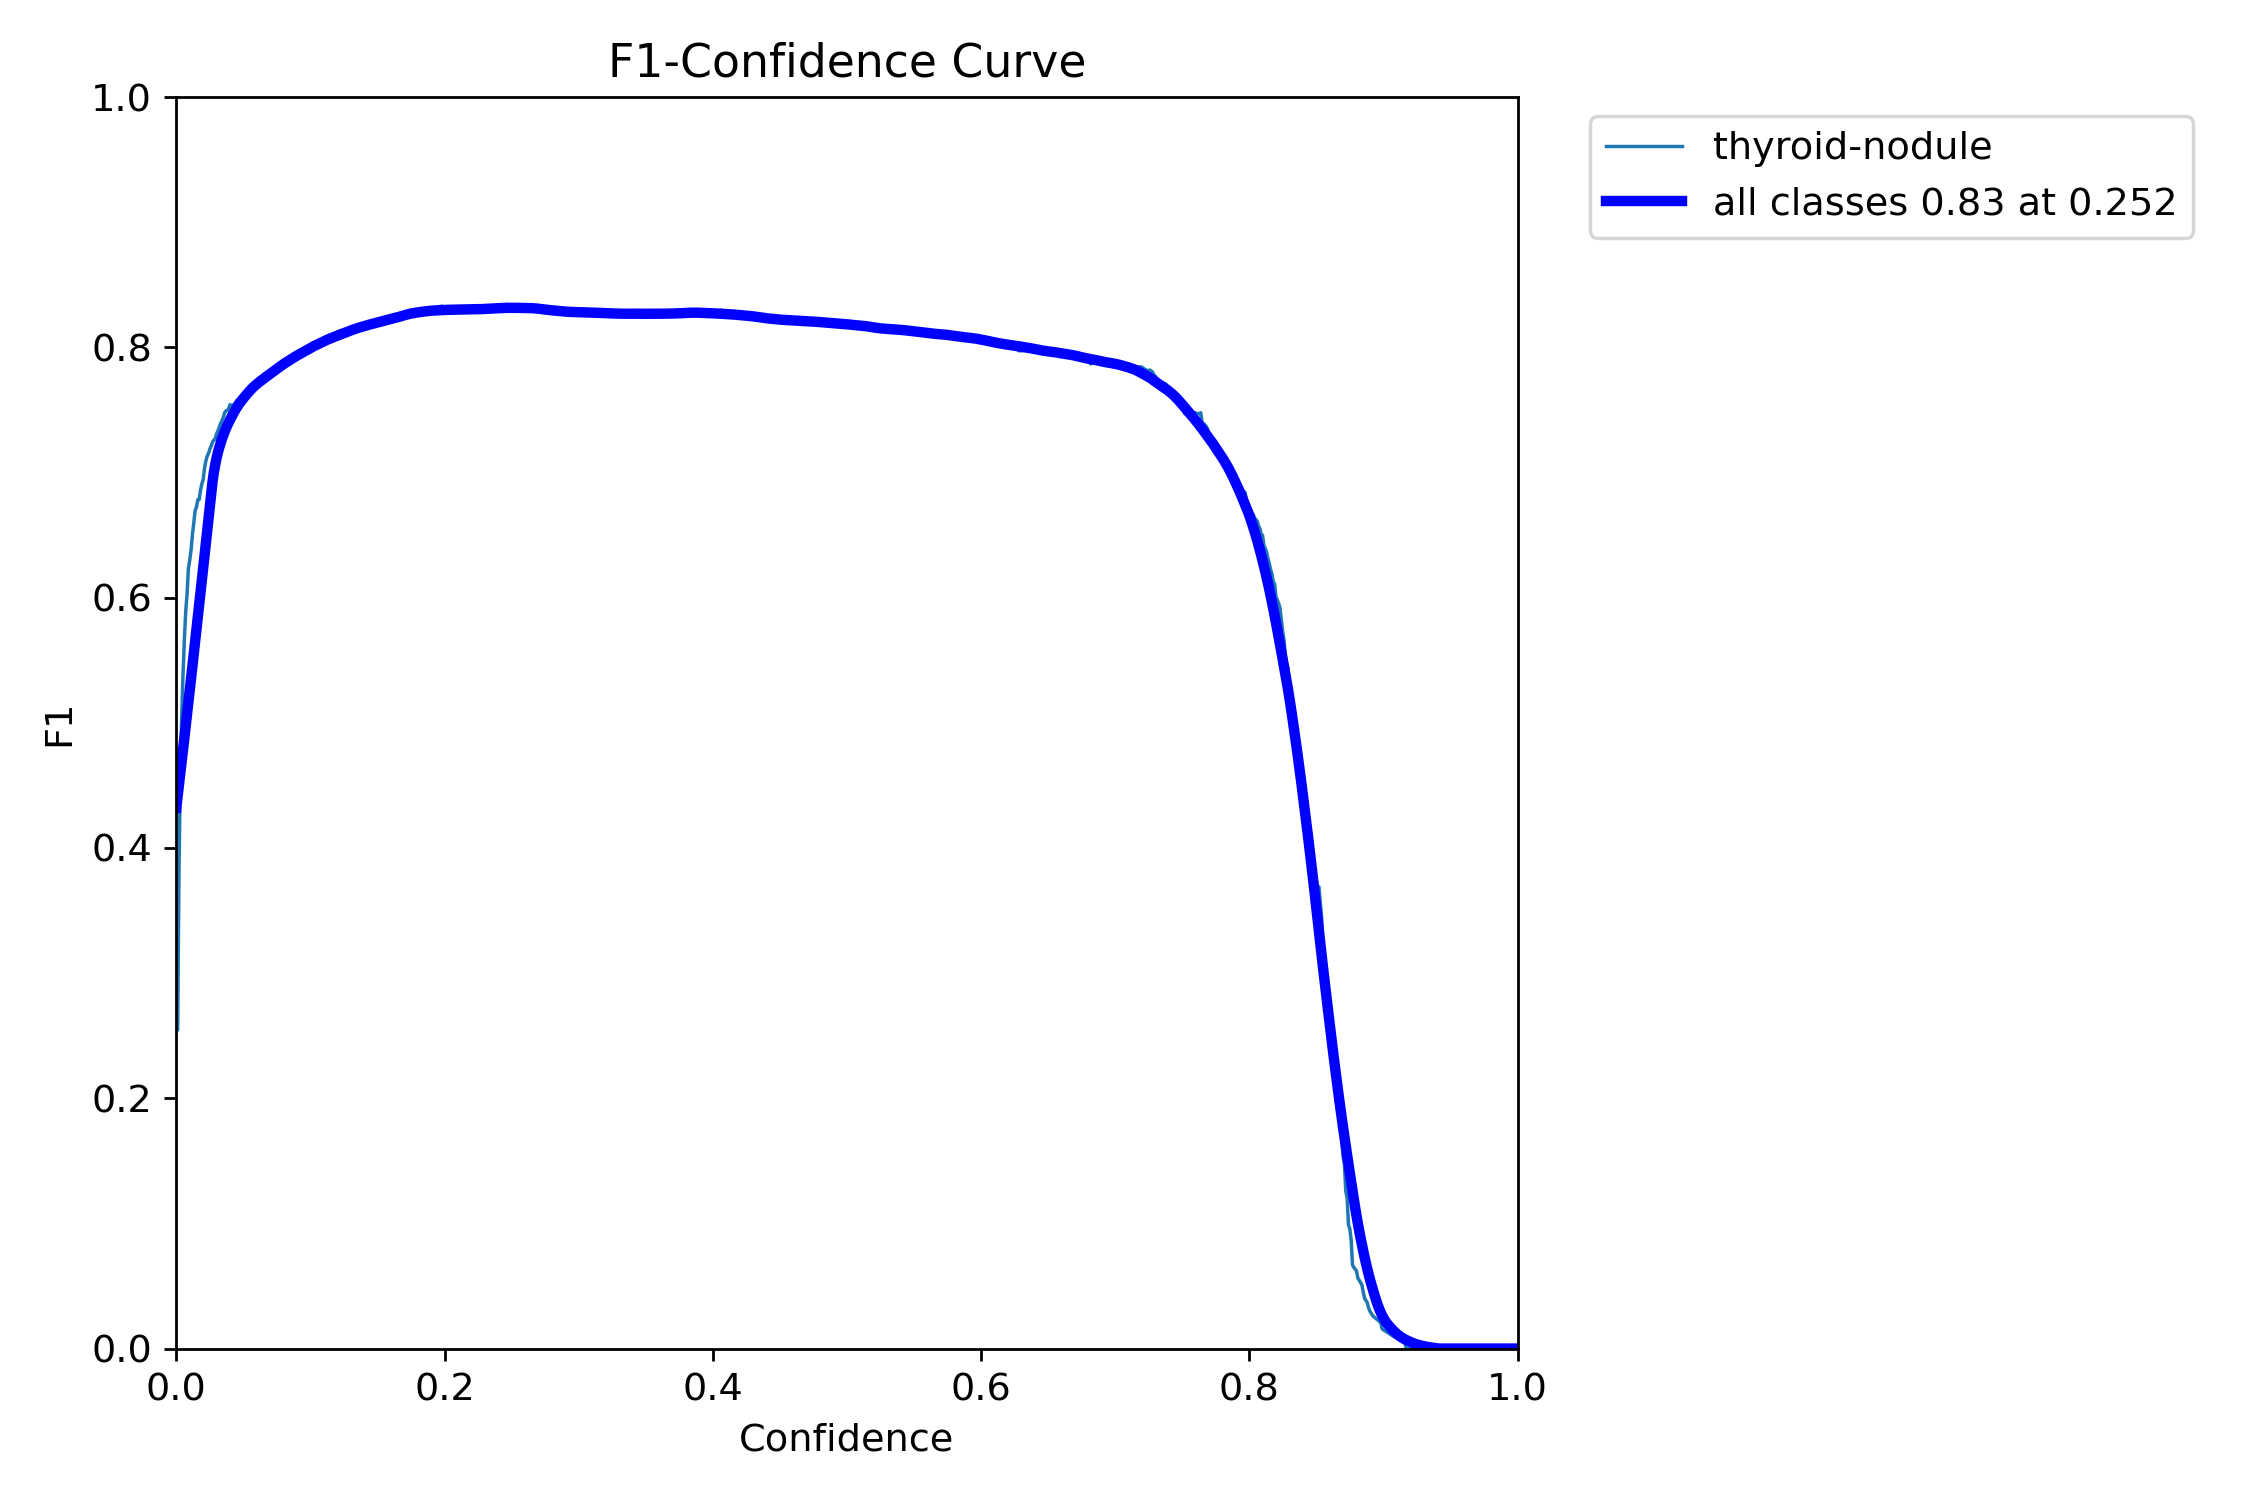 F1-Confidence Curve
thyroid-nodule
all classes 0.83 at 0.252
1.0
0.8
0.6
0.4
0.2
0.0
F1
0.0 0.2 0.4 0.6 0.8 1.0
Confidence